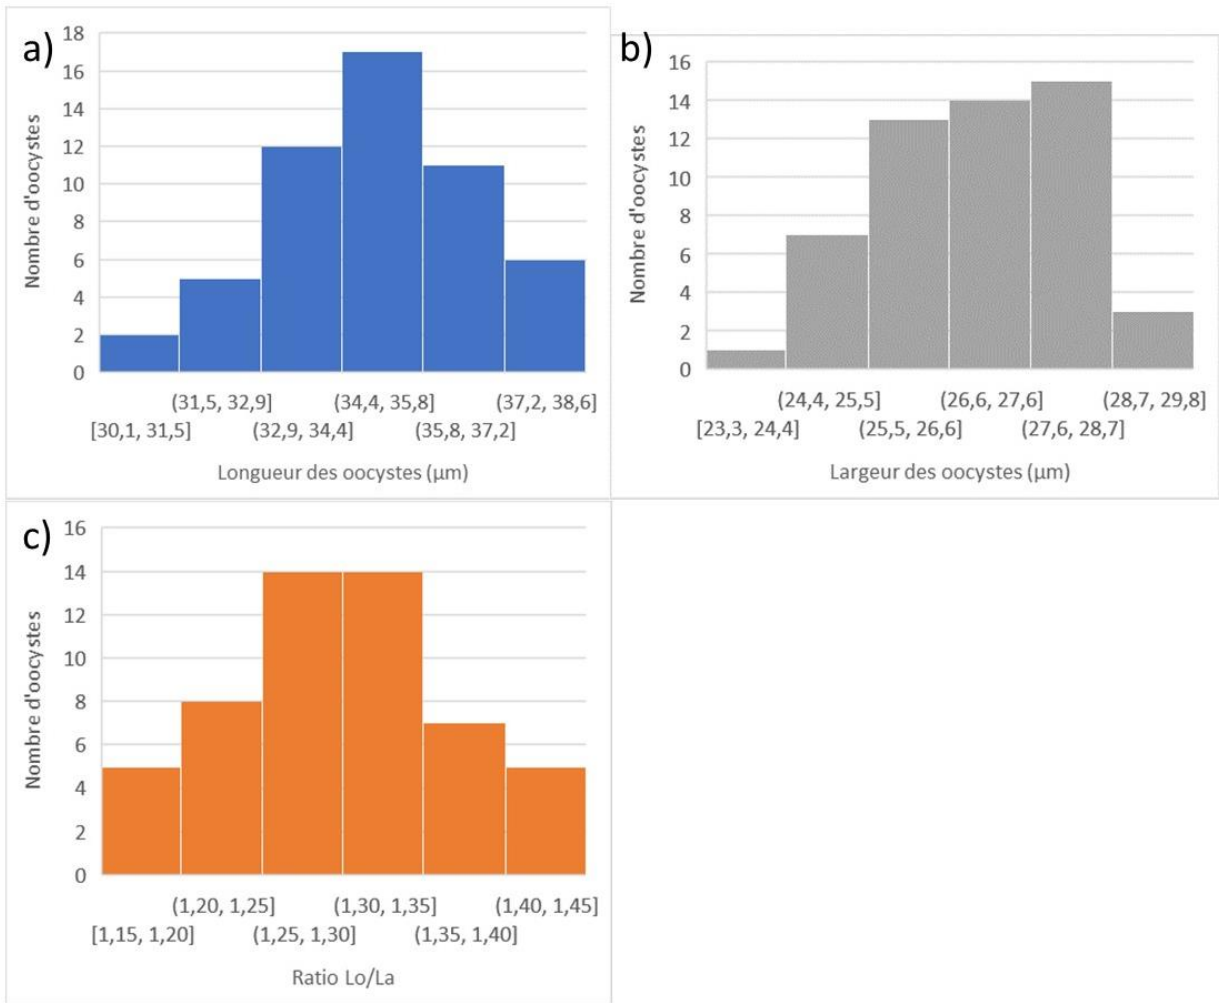 a)
18
16
14
12
10
8
6
4
2
0
Nombre d'oocystes
(31,5, 32,9] (34,4, 35,8] (37,2, 38,6]
[30,1, 31,5] (32,9, 34,4] (35,8, 37,2]
Longueur des oocystes (µm)
b)
16
14
12
10
8
6
4
2
0
Nombre d'oocystes
(24,4, 25,5] (26,6, 27,6] (28,7, 29,8]
[23,3, 24,4] (25,5, 26,6] (27,6, 28,7]
Largeur des oocystes (µm)
c)
16
14
12
10
8
6
4
2
0
Nombre d'oocystes
(1,20, 1,25] (1,30, 1,35] (1,40, 1,45]
[1,15, 1,20] (1,25, 1,30] (1,35, 1,40]
Ratio Lo/La